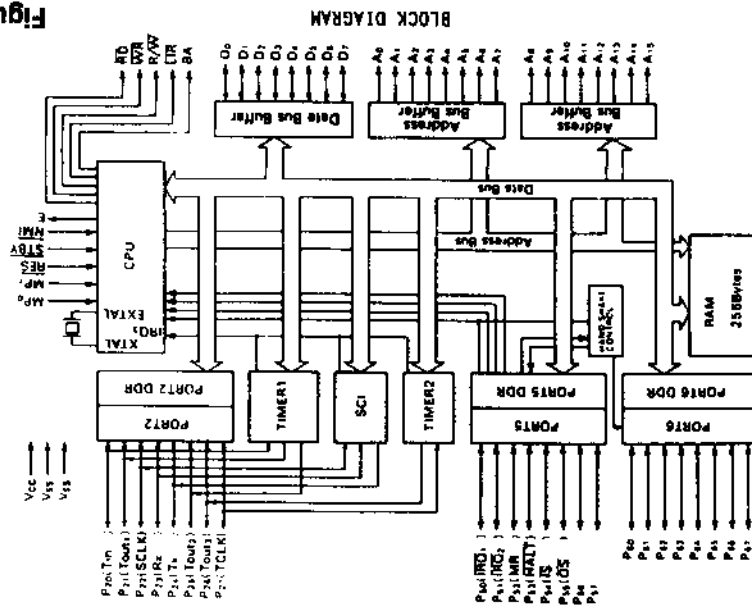 BLOCK DIAGRAM
Vcc
Vss
Vss
P20(Tin )
P21(Tout1)
P22(SCLK)
P23(Rx )
P24(Tx )
P25(Tout2)
P26(Tout3)
P27(TCLK)
PORT2
PORT2 DDR
TIMER1
SCI
TIMER2
XTAL
EXTAL
IRQ3
CPU
MP0
MP1
RES
STBY
NMI
E
RD
WR
R/W
LIR
BA
P50(IRQ1 )
P51(IRQ2 )
P52(MR )
P53(HALT)
P54(IS )
P55(OS )
P56
P57
PORT5
PORT5 DDR
HANDSHAKE
CONTROL
P60
P61
P62
P63
P64
P65
P66
P67
PORT6
PORT6 DDR
RAM
256Bytes
Address Bus
Data Bus
Data Bus Buffer
D0
D1
D2
D3
D4
D5
D6
D7
Address
Bus Buffer
A0
A1
A2
A3
A4
A5
A6
A7
Address
Bus Buffer
A8
A9
A10
A11
A12
A13
A14
A15